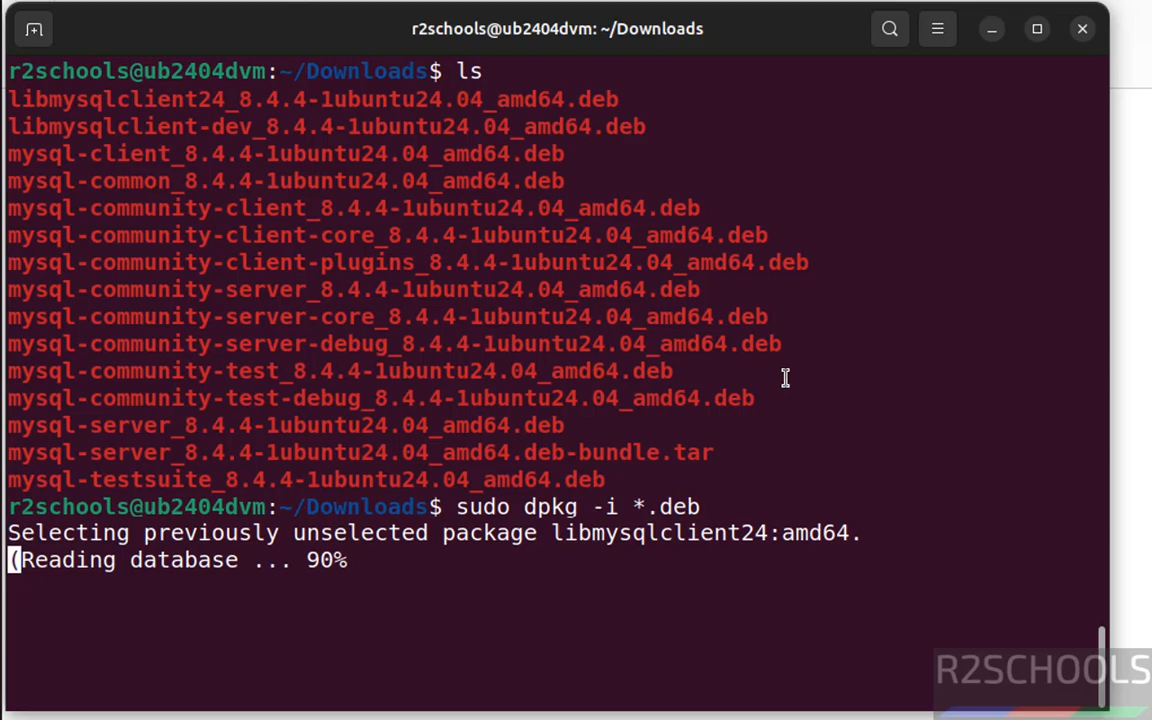 r2schools@ub2404dvm: ~/Downloads
r2schools@ub2404dvm:~/Downloads$ ls
libmysqlclient24_8.4.4-1ubuntu24.04_amd64.deb
libmysqlclient-dev_8.4.4-1ubuntu24.04_amd64.deb
mysql-client_8.4.4-1ubuntu24.04_amd64.deb
mysql-common_8.4.4-1ubuntu24.04_amd64.deb
mysql-community-client_8.4.4-1ubuntu24.04_amd64.deb
mysql-community-client-core_8.4.4-1ubuntu24.04_amd64.deb
mysql-community-client-plugins_8.4.4-1ubuntu24.04_amd64.deb
mysql-community-server_8.4.4-1ubuntu24.04_amd64.deb
mysql-community-server-core_8.4.4-1ubuntu24.04_amd64.deb
mysql-community-server-debug_8.4.4-1ubuntu24.04_amd64.deb
mysql-community-test_8.4.4-1ubuntu24.04_amd64.deb
mysql-community-test-debug_8.4.4-1ubuntu24.04_amd64.deb
mysql-server_8.4.4-1ubuntu24.04_amd64.deb
mysql-server_8.4.4-1ubuntu24.04_amd64.deb-bundle.tar
mysql-testsuite_8.4.4-1ubuntu24.04_amd64.deb
r2schools@ub2404dvm:~/Downloads$ sudo dpkg -i *.deb
Selecting previously unselected package libmysqlclient24:amd64.
(Reading database ... 90%
R2SCHOOLS